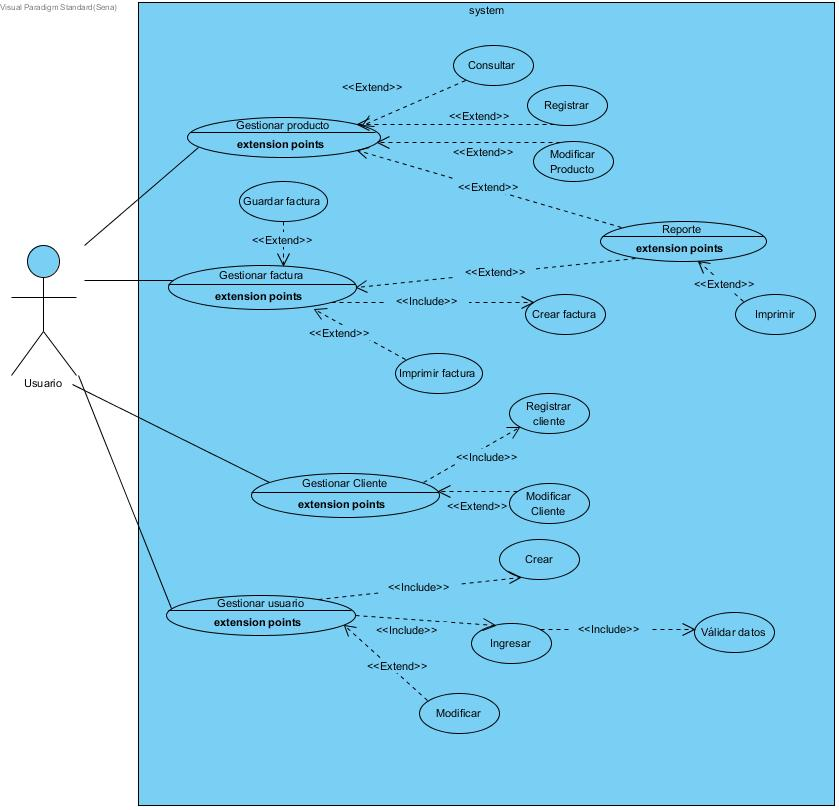 Visual Paradigm Standard(Sena)
system
Consultar
<<Extend>>
Registrar
<<Extend>>
Gestionar producto
extension points
<<Extend>>
Modificar
Producto
<<Extend>>
Guardar factura
Reporte
extension points
<<Extend>>
Gestionar factura
extension points
<<Extend>>
<<Extend>>
<<Include>>
Crear factura
Imprimir
<<Extend>>
Imprimir factura
Usuario
Registrar
cliente
<<Include>>
Gestionar Cliente
extension points
Modificar
Cliente
<<Extend>>
Crear
<<Include>>
Gestionar usuario
extension points
<<Include>>
Ingresar
<<Include>>
Válidar datos
<<Extend>>
Modificar